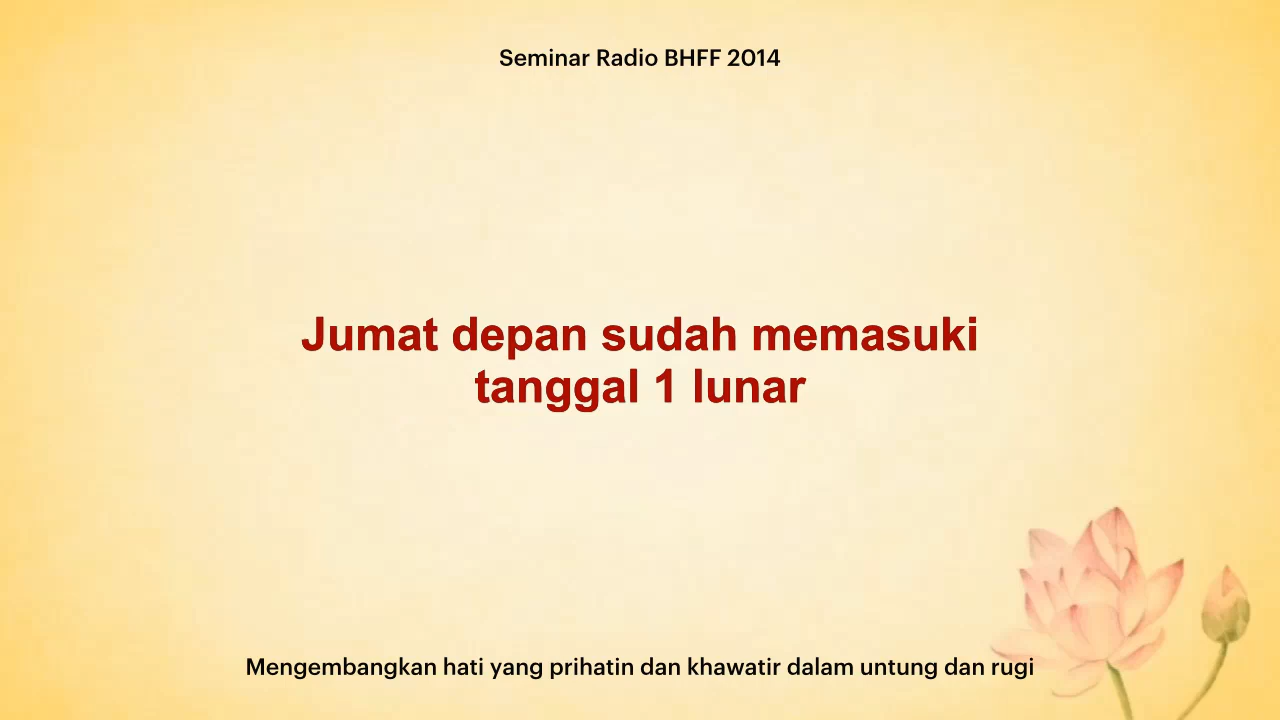 Seminar Radio BHFF 2014
Jumat depan sudah memasuki
tanggal 1 lunar
Mengembangkan hati yang prihatin dan khawatir dalam untung dan rugi